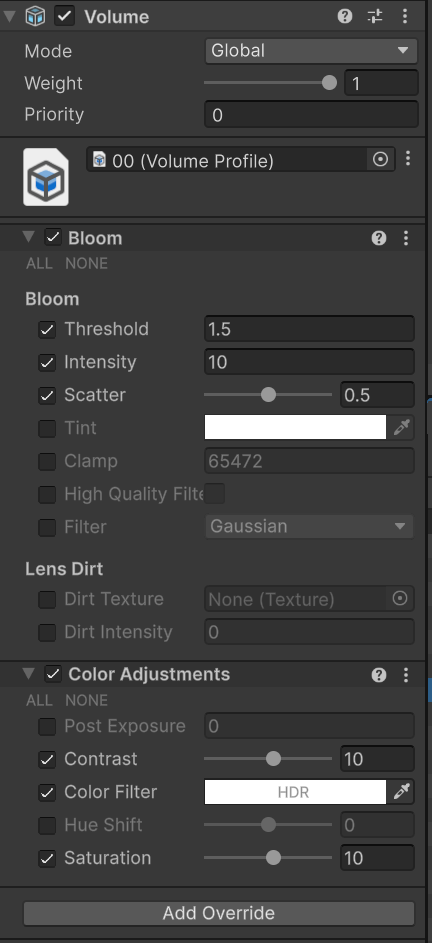 Volume
Mode Global
Weight 1
Priority 0
00 (Volume Profile)
Bloom
ALL NONE
Bloom
Threshold 1.5
Intensity 10
Scatter 0.5
Tint
Clamp 65472
High Quality Filte
Filter Gaussian
Lens Dirt
Dirt Texture None (Texture)
Dirt Intensity 0
Color Adjustments
ALL NONE
Post Exposure 0
Contrast 10
Color Filter HDR
Hue Shift 0
Saturation 10
Add Override